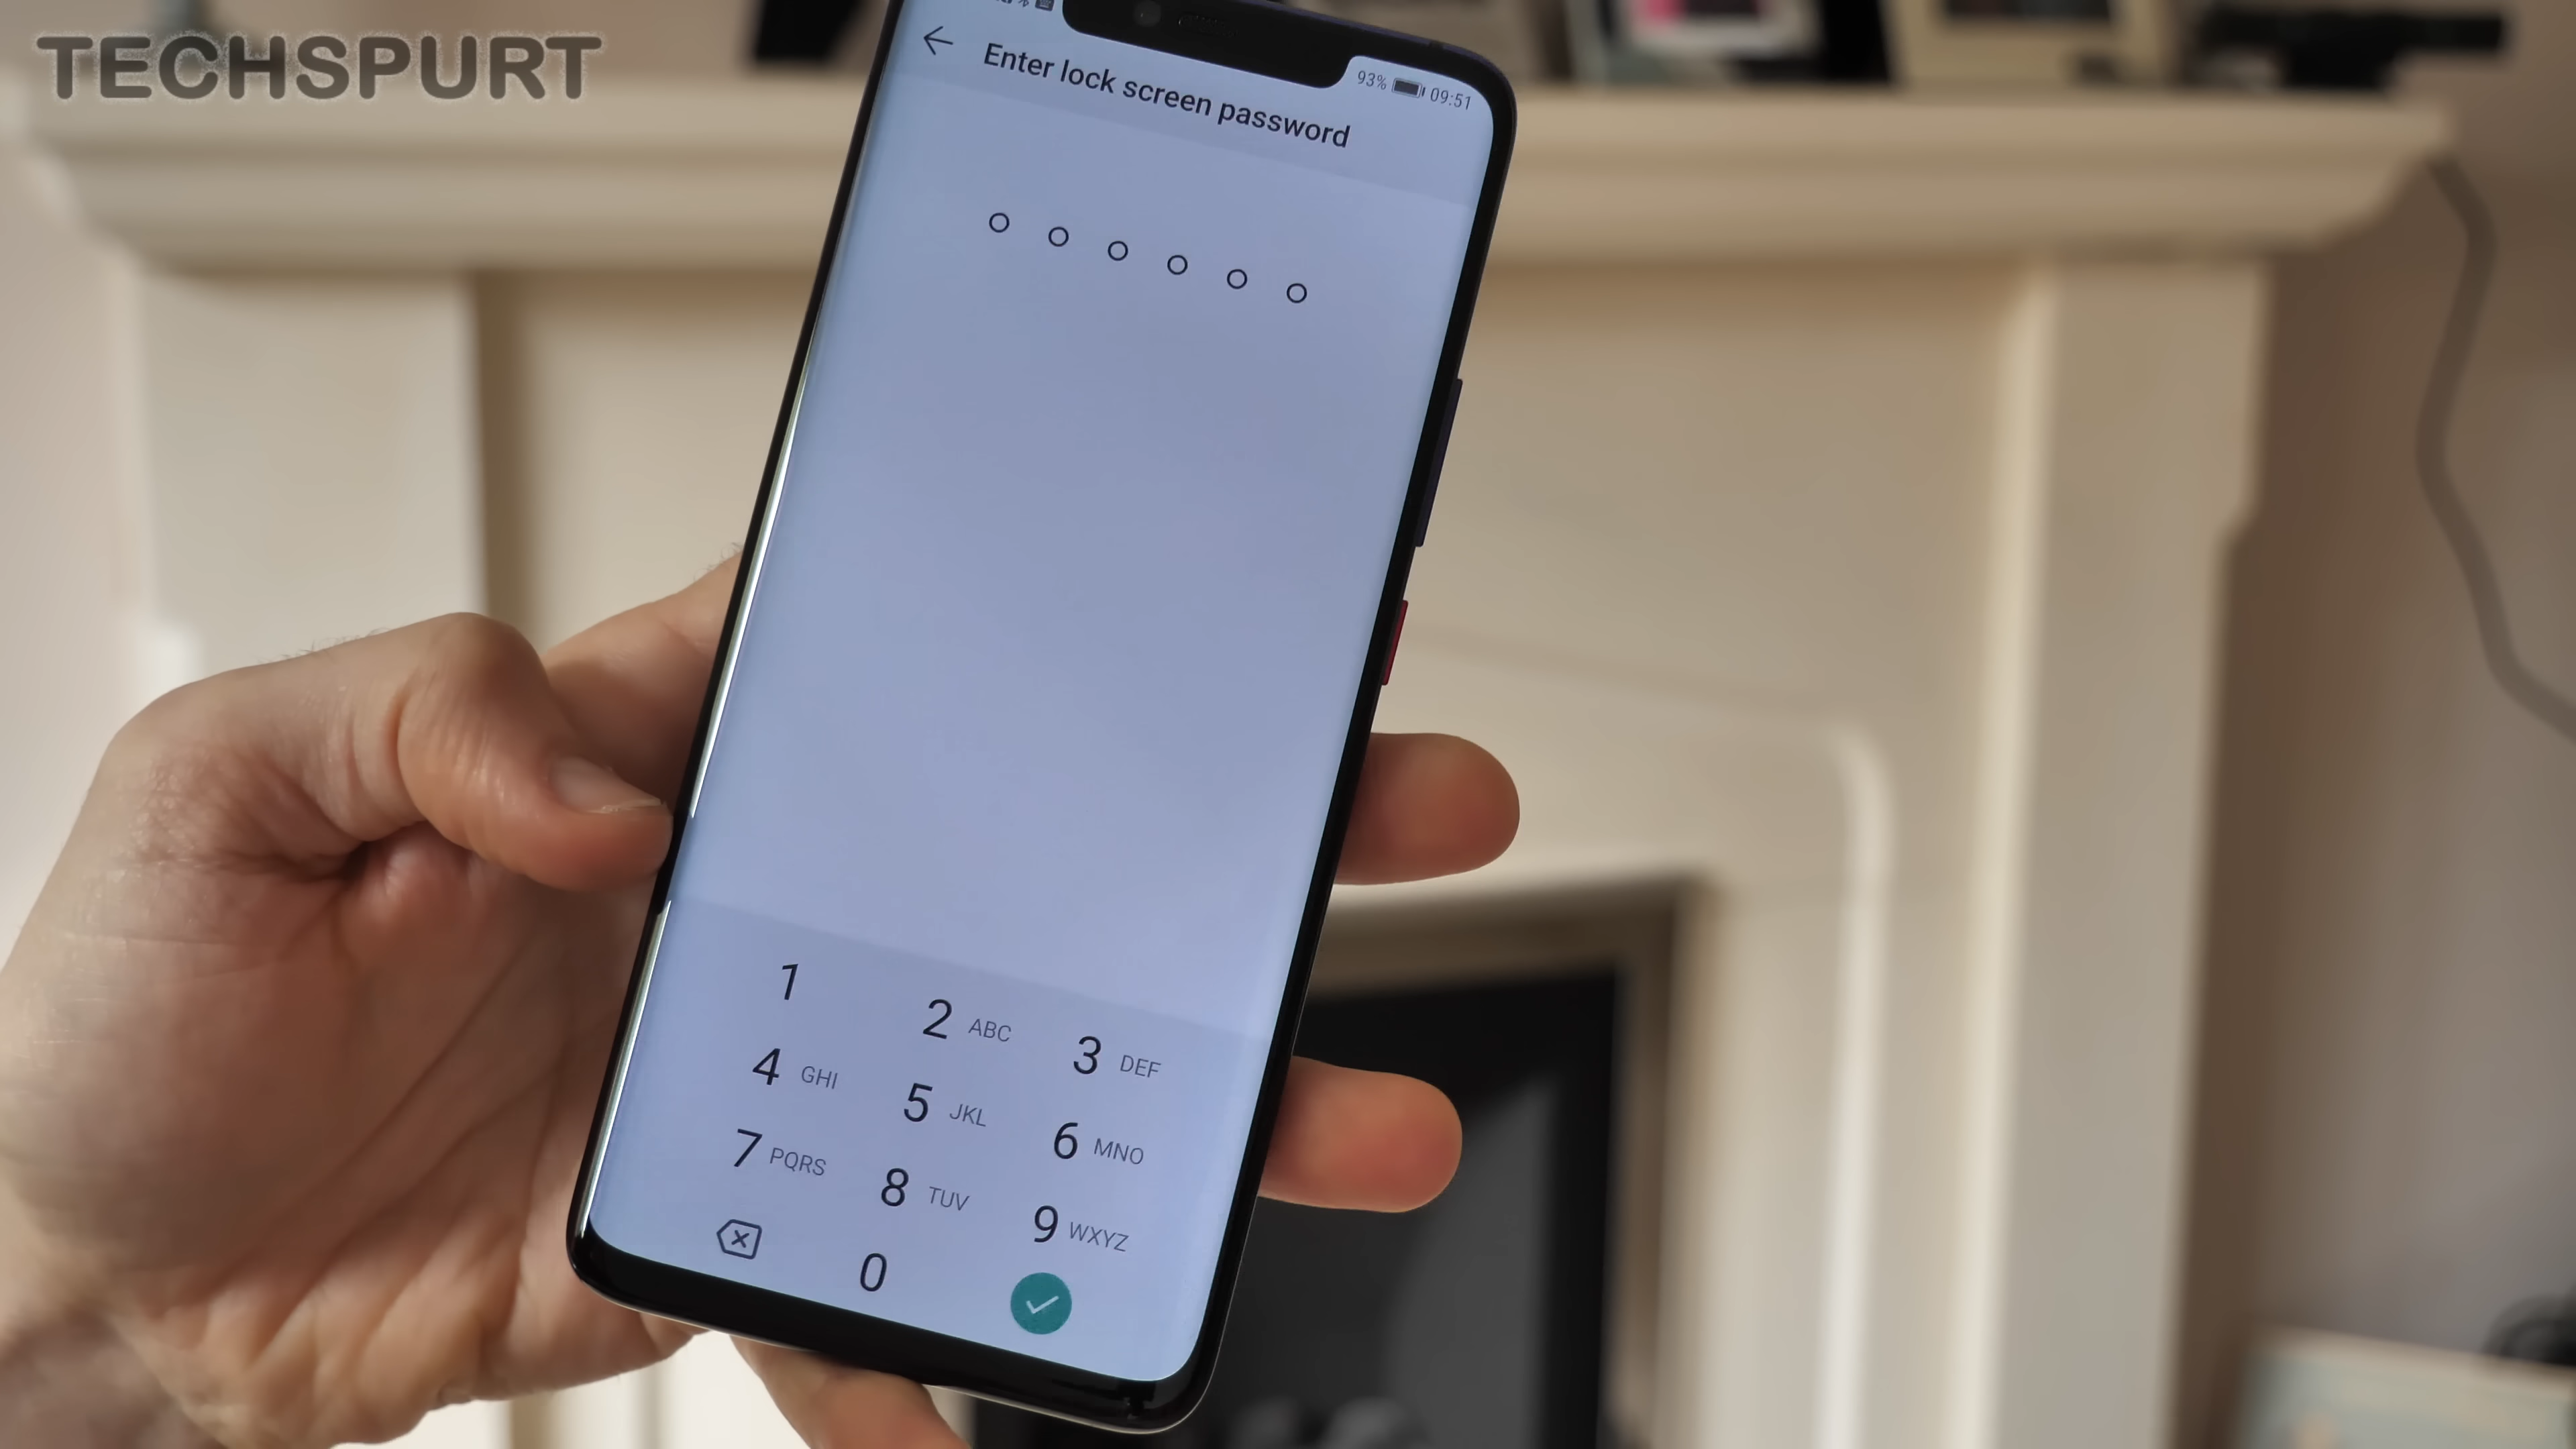 TECHSPURT
93% 09:51
Enter lock screen password
1
2 ABC
3 DEF
4 GHI
5 JKL
6 MNO
7 PQRS
8 TUV
9 WXYZ
0